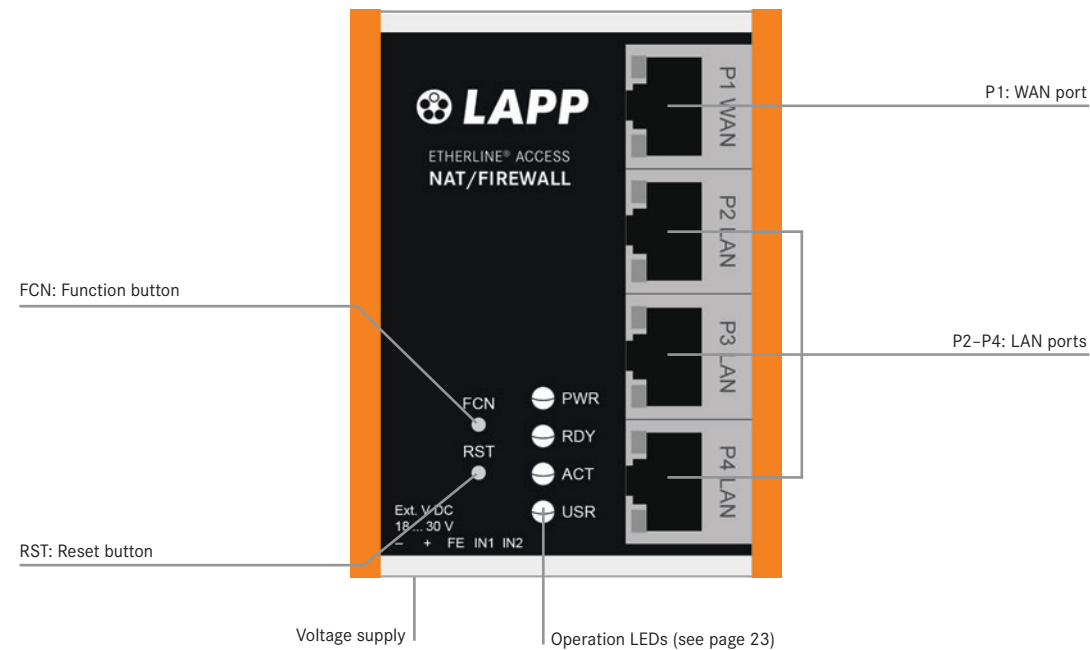 LAPP
ETHERLINE® ACCESS
NAT/FIREWALL
P1 WAN
P1: WAN port
P2 LAN
FCN: Function button
P3 LAN
P2–P4: LAN ports
FCN
PWR
RDY
RST
ACT
P4 LAN
USR
Ext. V DC
18 ... 30 V
– + FE IN1 IN2
RST: Reset button
Voltage supply
Operation LEDs (see page 23)